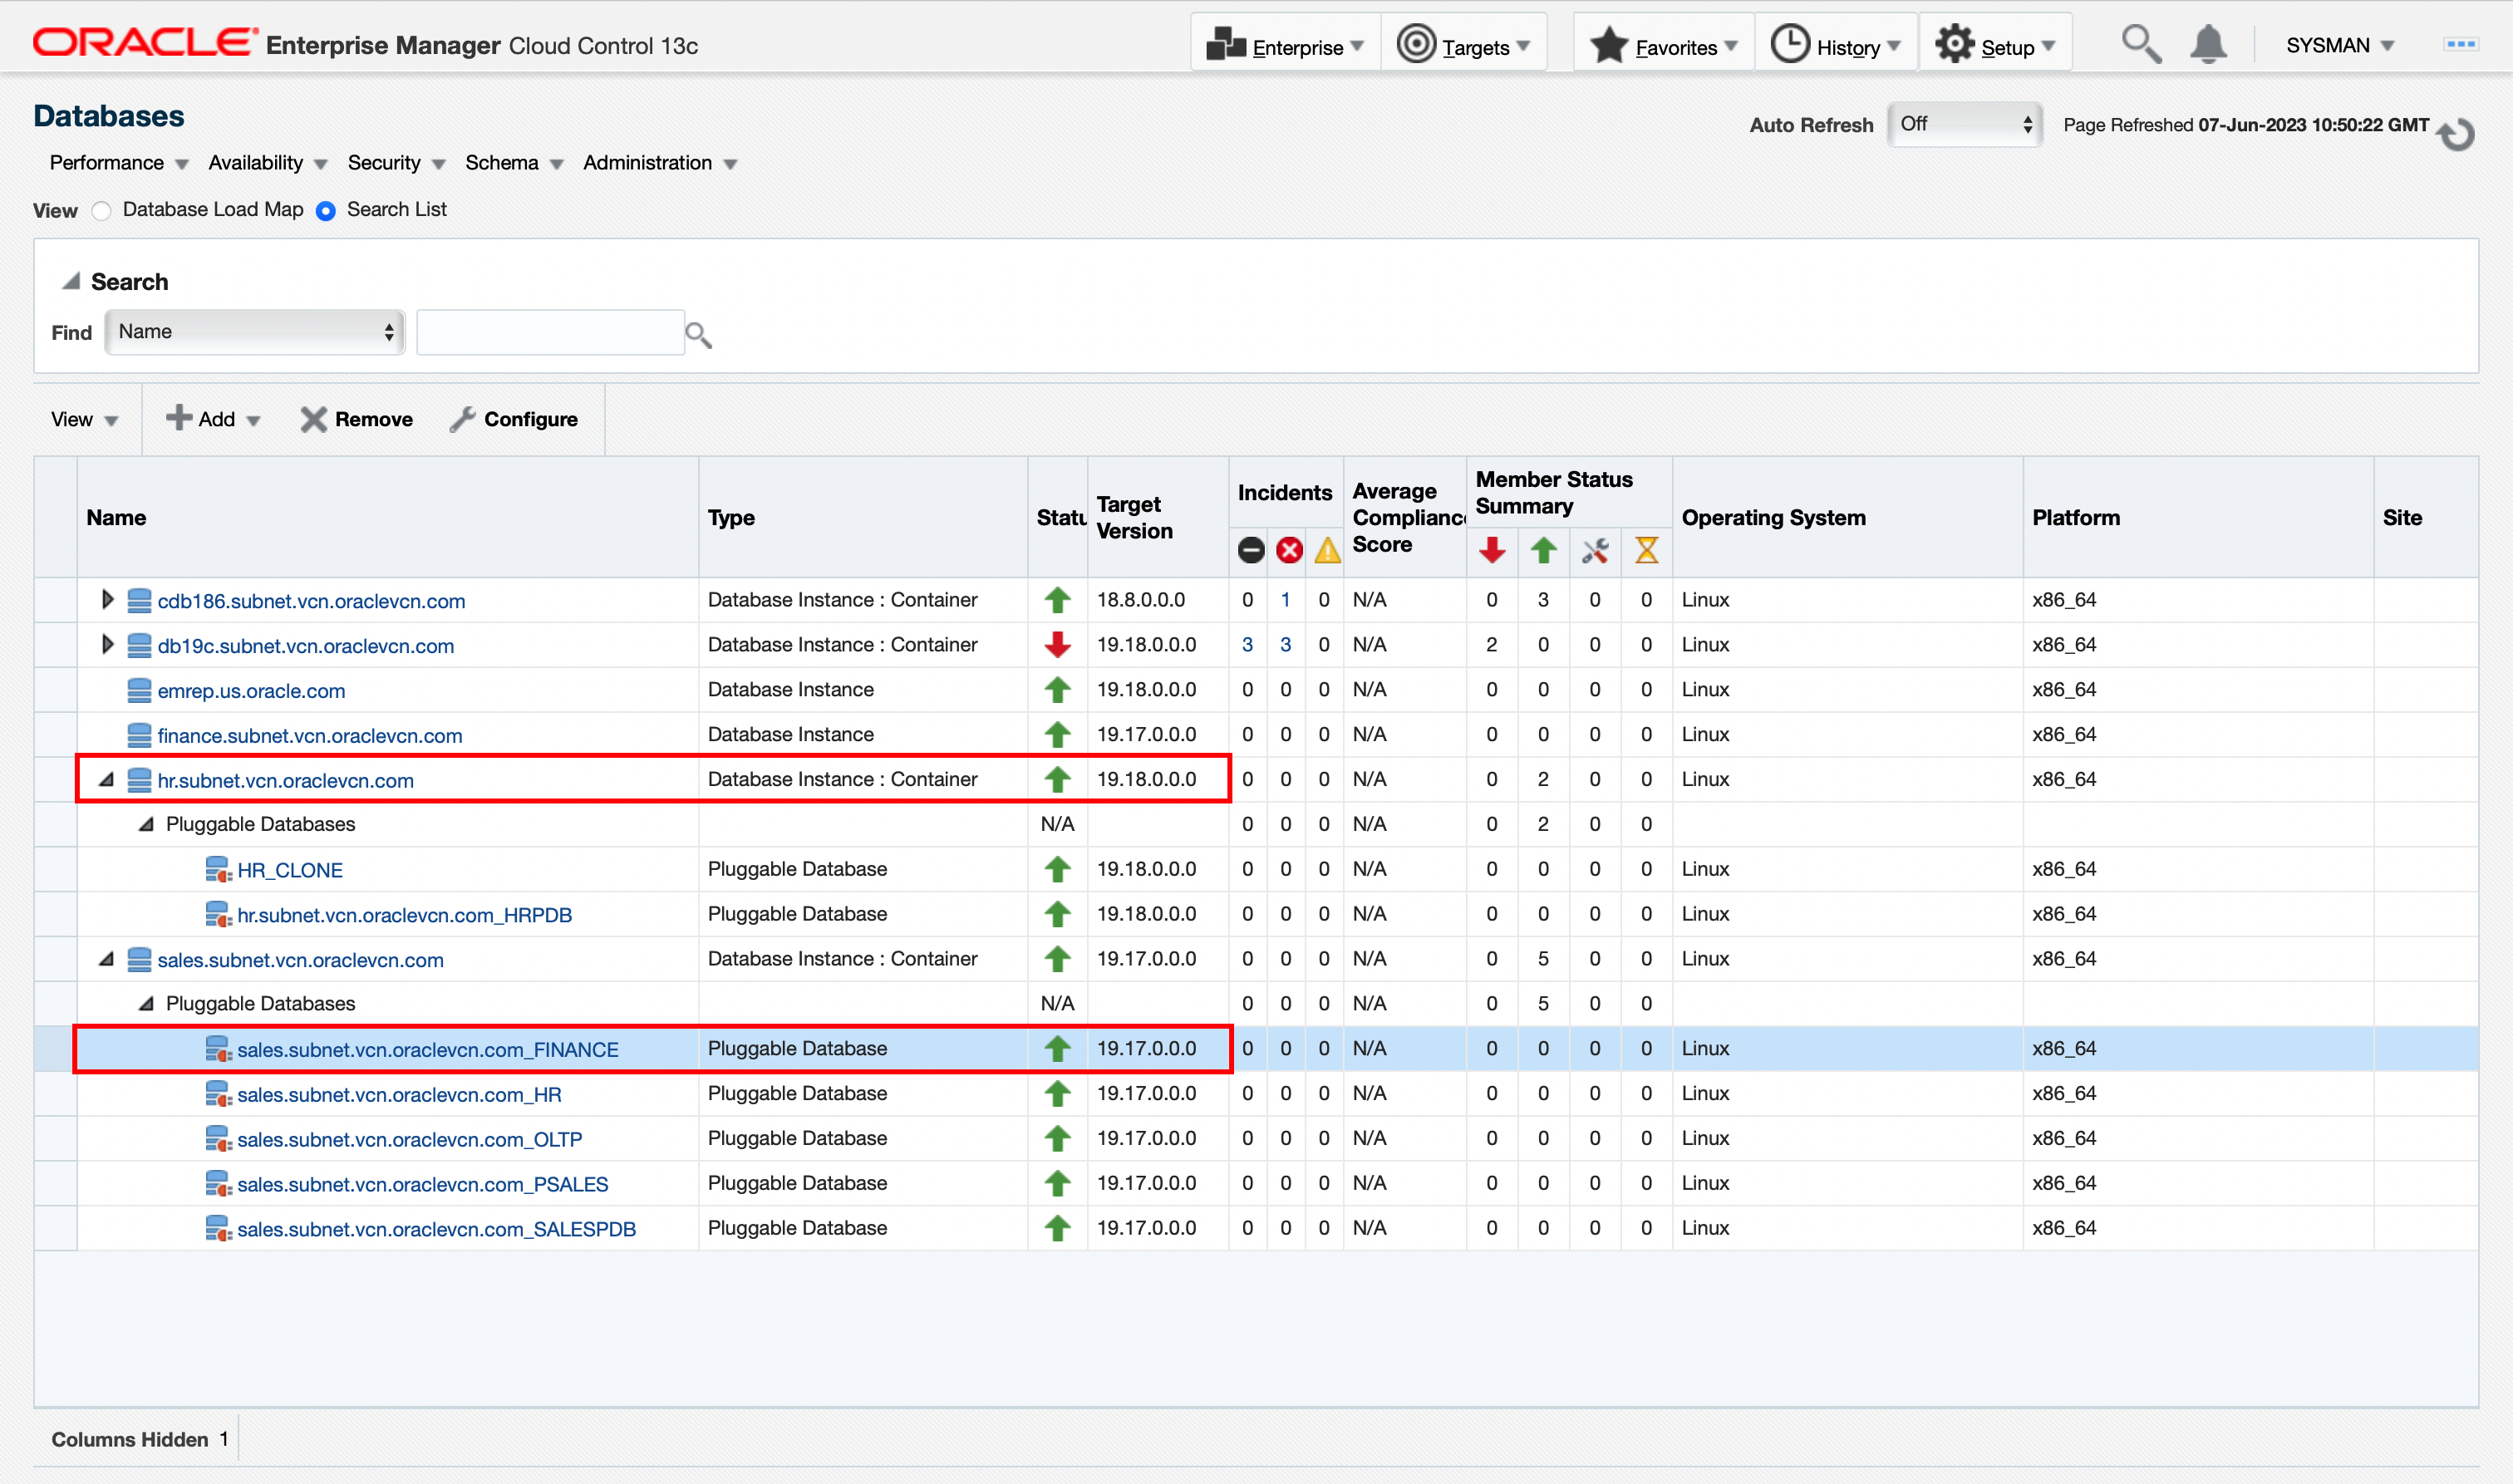 ORACLE Enterprise Manager Cloud Control 13c Enterprise Targets Favorites History Setup SYSMAN
Databases
Auto Refresh Off Page Refreshed 07-Jun-2023 10:50:22 GMT
Performance Availability Security Schema Administration
View Database Load Map Search List
Search
Find Name
View Add Remove Configure
Name Type Statu Target Version Incidents Average Compliance Score Member Status Summary Operating System Platform Site
cdb186.subnet.vcn.oraclevcn.com Database Instance : Container 18.8.0.0.0 0 1 0 N/A 0 3 0 0 Linux x86_64
db19c.subnet.vcn.oraclevcn.com Database Instance : Container 19.18.0.0.0 3 3 0 N/A 2 0 0 0 Linux x86_64
emrep.us.oracle.com Database Instance 19.18.0.0.0 0 0 0 N/A 0 0 0 0 Linux x86_64
finance.subnet.vcn.oraclevcn.com Database Instance 19.17.0.0.0 0 0 0 N/A 0 0 0 0 Linux x86_64
hr.subnet.vcn.oraclevcn.com Database Instance : Container 19.18.0.0.0 0 0 0 N/A 0 2 0 0 Linux x86_64
Pluggable Databases N/A 0 0 0 N/A 0 2 0 0
HR_CLONE Pluggable Database 19.18.0.0.0 0 0 0 N/A 0 0 0 0 Linux x86_64
hr.subnet.vcn.oraclevcn.com_HRPDB Pluggable Database 19.18.0.0.0 0 0 0 N/A 0 0 0 0 Linux x86_64
sales.subnet.vcn.oraclevcn.com Database Instance : Container 19.17.0.0.0 0 0 0 N/A 0 5 0 0 Linux x86_64
Pluggable Databases N/A 0 0 0 N/A 0 5 0 0
sales.subnet.vcn.oraclevcn.com_FINANCE Pluggable Database 19.17.0.0.0 0 0 0 N/A 0 0 0 0 Linux x86_64
sales.subnet.vcn.oraclevcn.com_HR Pluggable Database 19.17.0.0.0 0 0 0 N/A 0 0 0 0 Linux x86_64
sales.subnet.vcn.oraclevcn.com_OLTP Pluggable Database 19.17.0.0.0 0 0 0 N/A 0 0 0 0 Linux x86_64
sales.subnet.vcn.oraclevcn.com_PSALES Pluggable Database 19.17.0.0.0 0 0 0 N/A 0 0 0 0 Linux x86_64
sales.subnet.vcn.oraclevcn.com_SALESPDB Pluggable Database 19.17.0.0.0 0 0 0 N/A 0 0 0 0 Linux x86_64
Columns Hidden 1